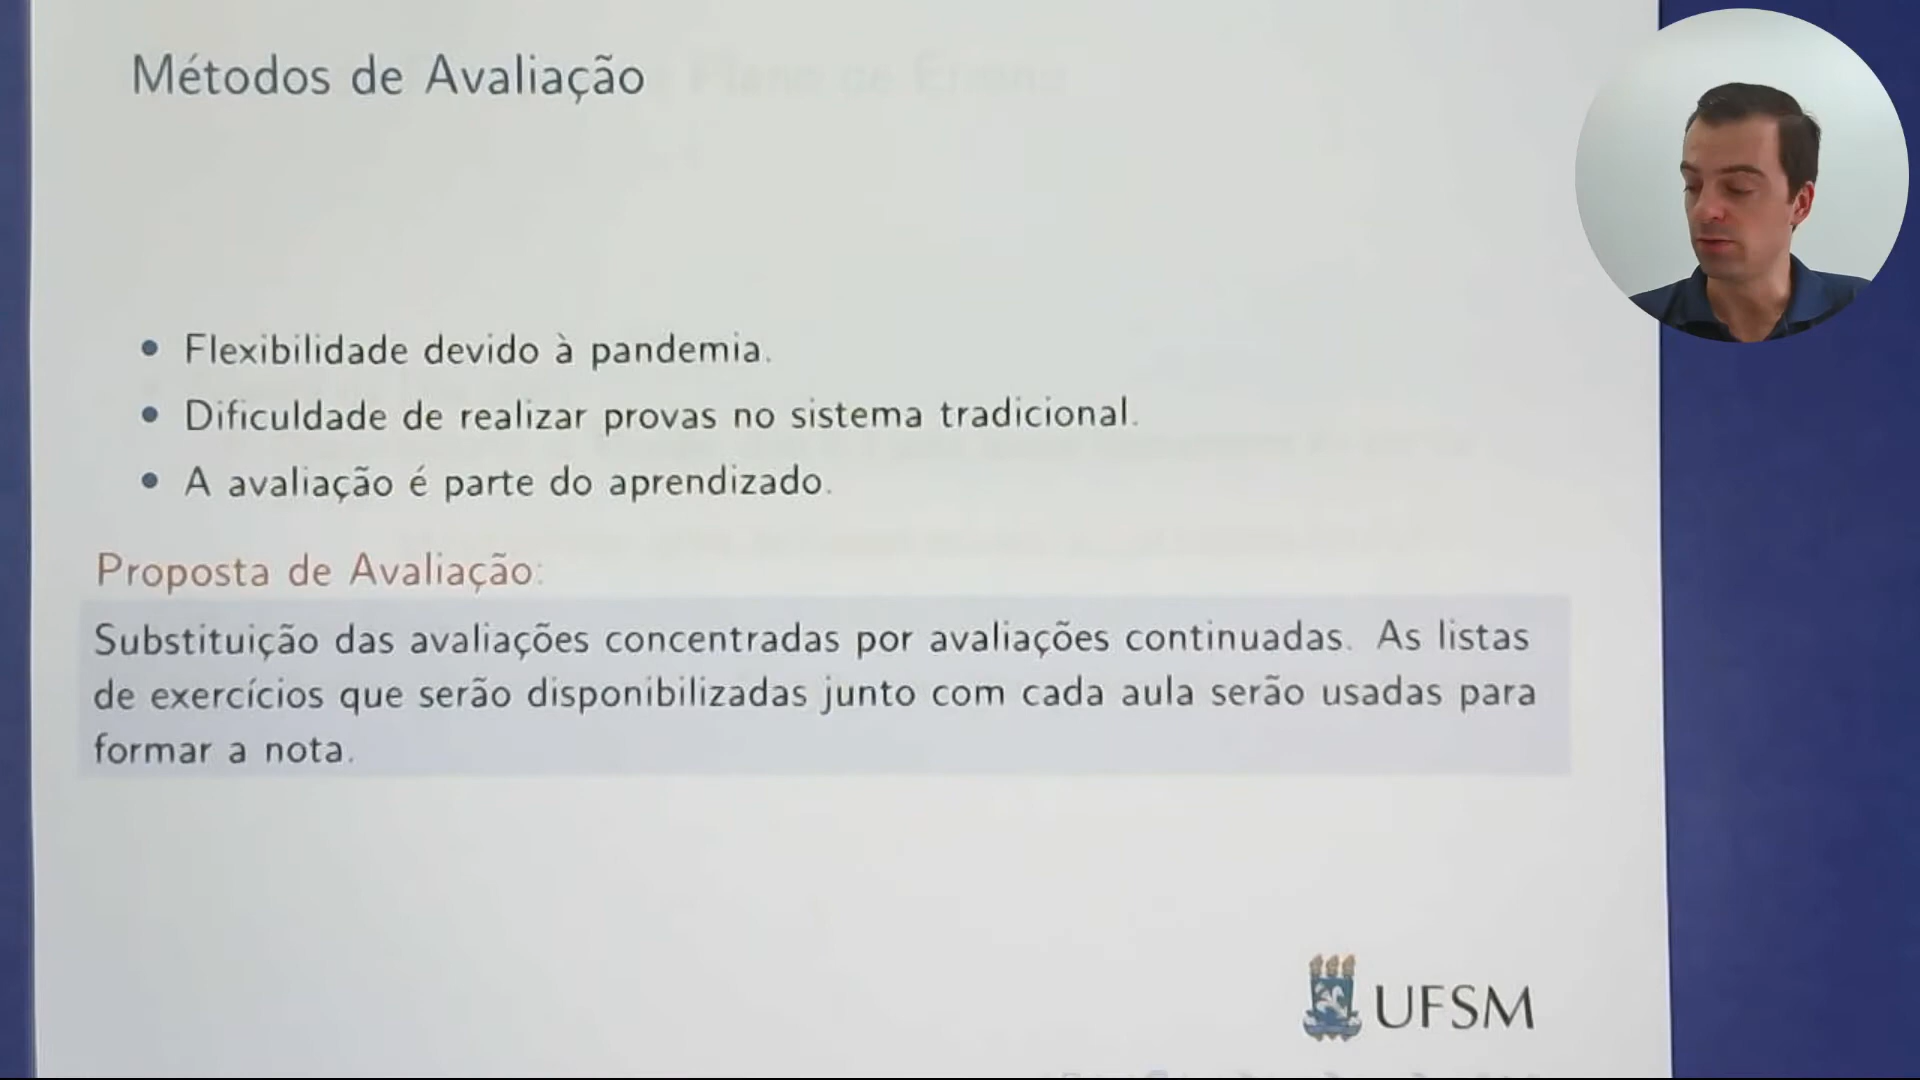 Métodos de Avaliação
• Flexibilidade devido à pandemia.
• Dificuldade de realizar provas no sistema tradicional.
• A avaliação é parte do aprendizado.
Proposta de Avaliação:
Substituição das avaliações concentradas por avaliações continuadas. As listas
de exercícios que serão disponibilizadas junto com cada aula serão usadas para
formar a nota.
UFSM